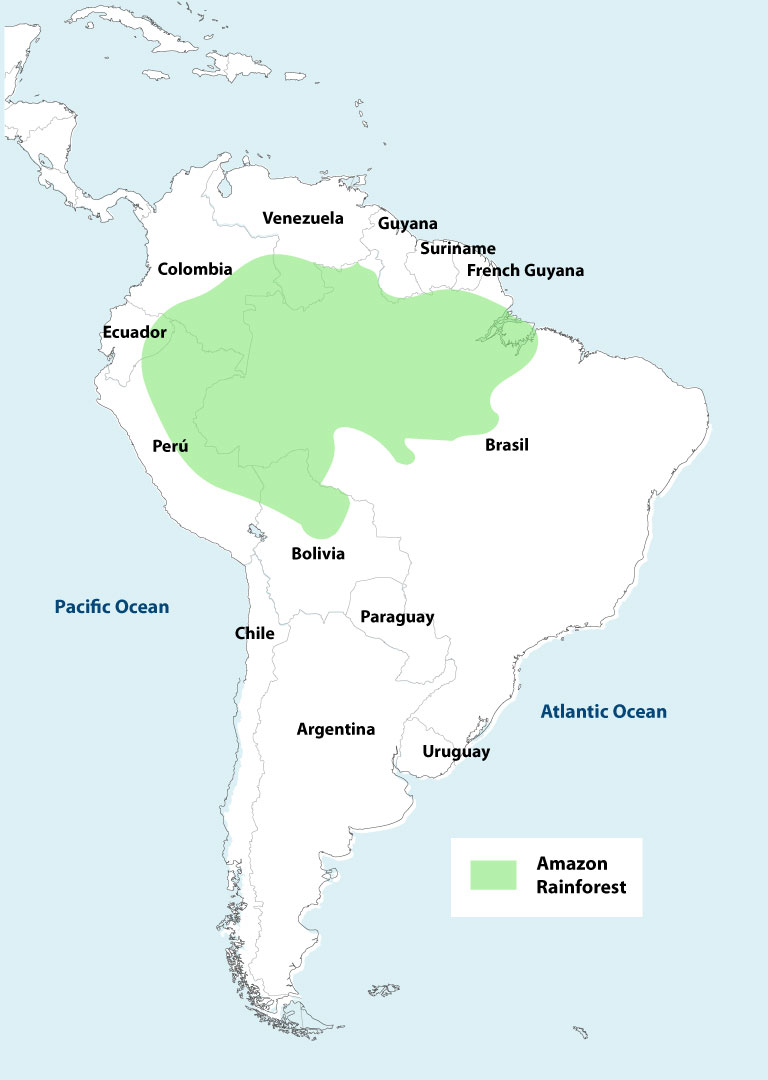 Venezuela
Guyana
Suriname
Colombia
French Guyana
Ecuador
Perú
Brasil
Bolivia
Pacific Ocean
Paraguay
Chile
Atlantic Ocean
Argentina
Uruguay
Amazon
Rainforest